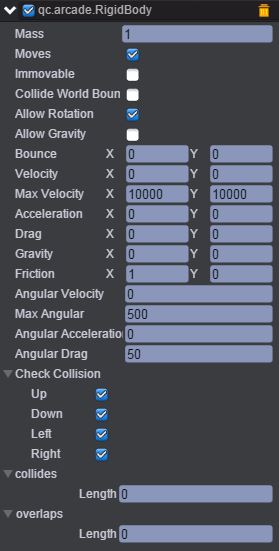 qc.arcade.RigidBody
Mass 1
Moves
Immovable
Collide World Boun
Allow Rotation
Allow Gravity
Bounce X 0 Y 0
Velocity X 0 Y 0
Max Velocity X 10000 Y 10000
Acceleration X 0 Y 0
Drag X 0 Y 0
Gravity X 0 Y 0
Friction X 1 Y 0
Angular Velocity 0
Max Angular 500
Angular Acceleratio 0
Angular Drag 50
Check Collision
Up
Down
Left
Right
collides
Length 0
overlaps
Length 0